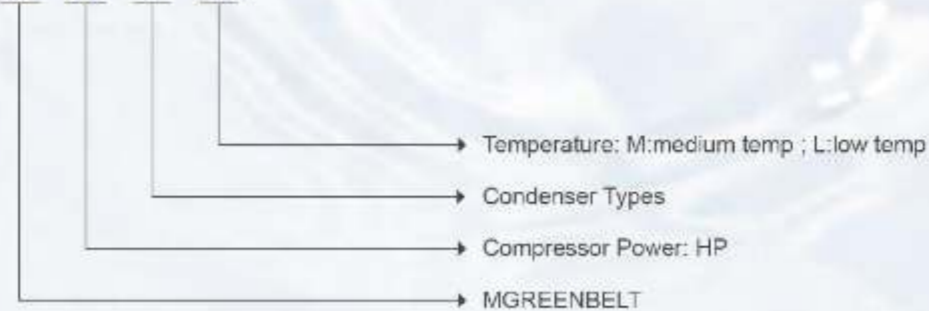 Temperature: M:medium temp ; L:low temp
Condenser Types
Compressor Power: HP
MGREENBELT